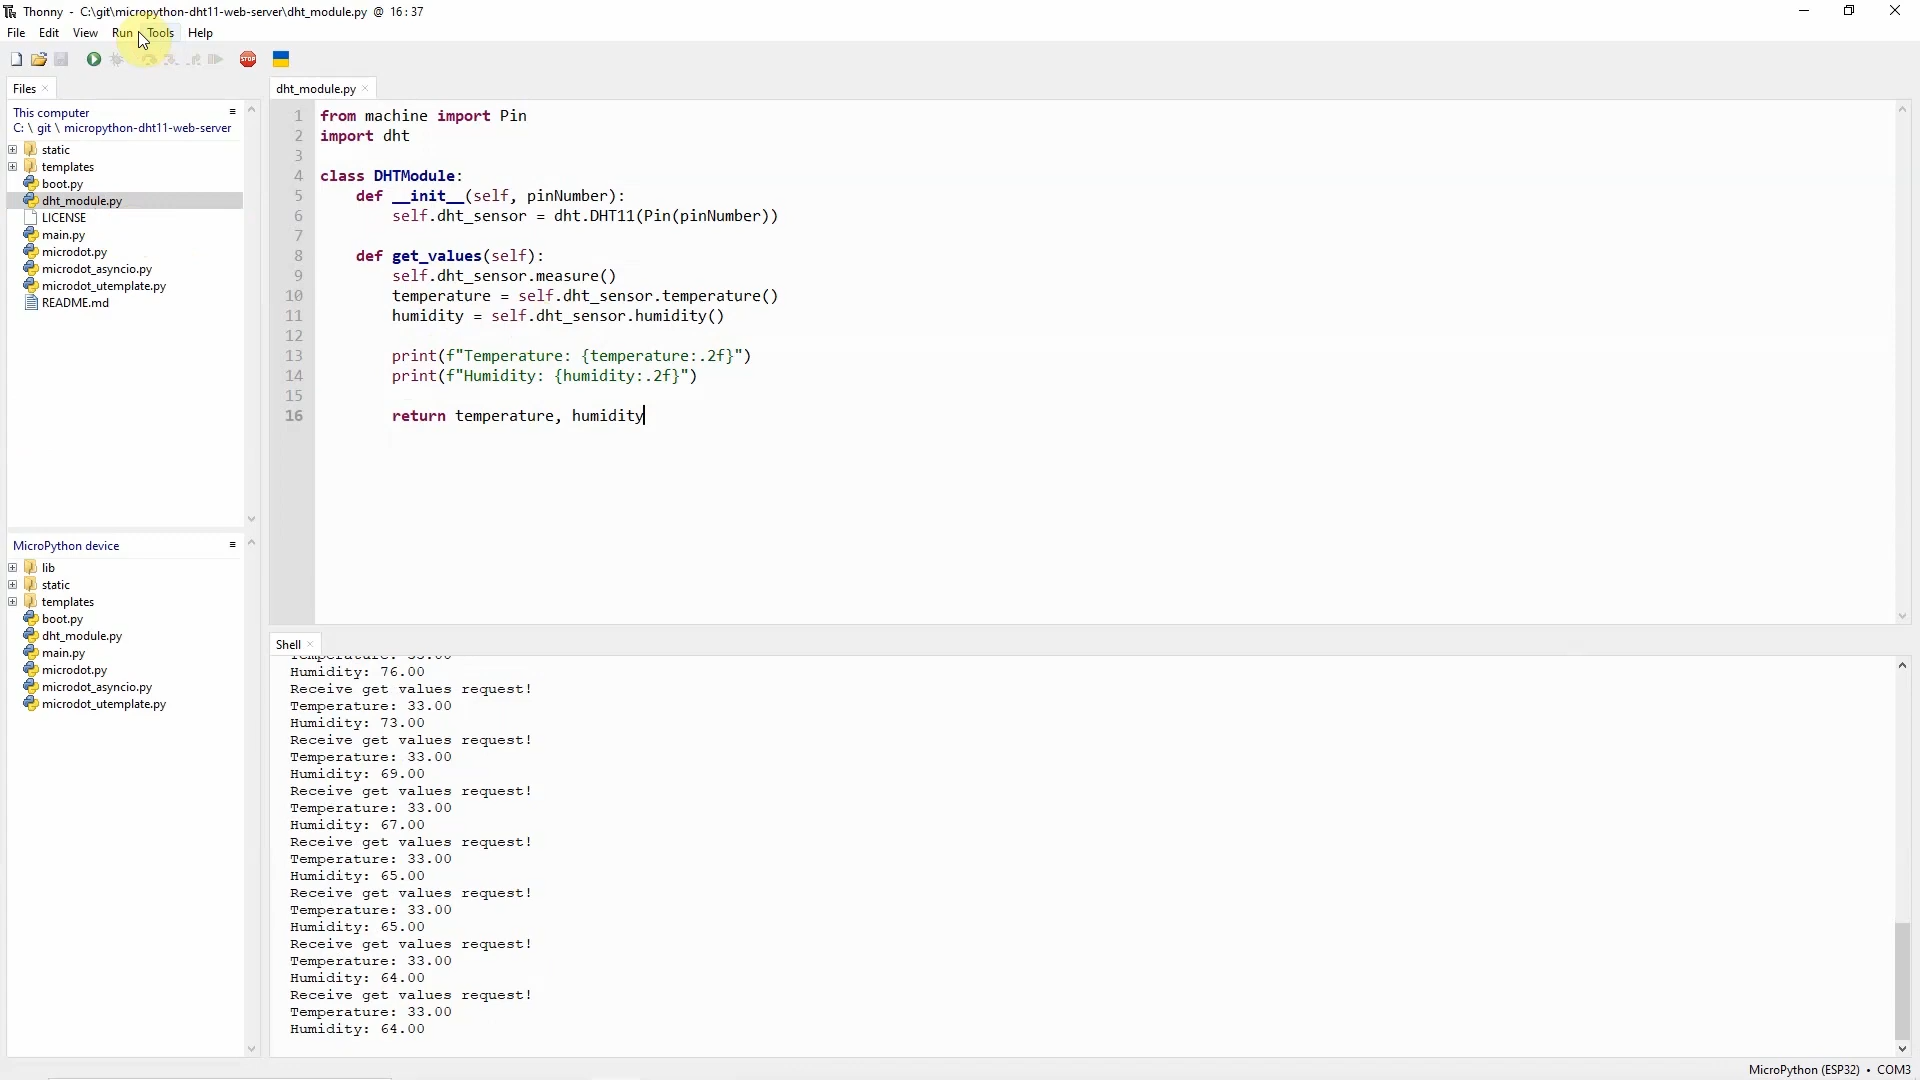 Thonny - C:\git\micropython-dht11-web-server\dht_module.py @ 16:37
File Edit View Run Tools Help
STOP
Files
This computer
C: \ git \ micropython-dht11-web-server
static
templates
boot.py
dht_module.py
LICENSE
main.py
microdot.py
microdot_asyncio.py
microdot_utemplate.py
README.md
MicroPython device
lib
static
templates
boot.py
dht_module.py
main.py
microdot.py
microdot_asyncio.py
microdot_utemplate.py
dht_module.py
1 from machine import Pin
2 import dht
3
4 class DHTModule:
5 def __init__(self, pinNumber):
6 self.dht_sensor = dht.DHT11(Pin(pinNumber))
7
8 def get_values(self):
9 self.dht_sensor.measure()
10 temperature = self.dht_sensor.temperature()
11 humidity = self.dht_sensor.humidity()
12
13 print(f"Temperature: {temperature:.2f}")
14 print(f"Humidity: {humidity:.2f}")
15
16 return temperature, humidity
Shell
Temperature: 33.00
Humidity: 76.00
Receive get values request!
Temperature: 33.00
Humidity: 73.00
Receive get values request!
Temperature: 33.00
Humidity: 69.00
Receive get values request!
Temperature: 33.00
Humidity: 67.00
Receive get values request!
Temperature: 33.00
Humidity: 65.00
Receive get values request!
Temperature: 33.00
Humidity: 65.00
Receive get values request!
Temperature: 33.00
Humidity: 64.00
Receive get values request!
Temperature: 33.00
Humidity: 64.00
MicroPython (ESP32) • COM3